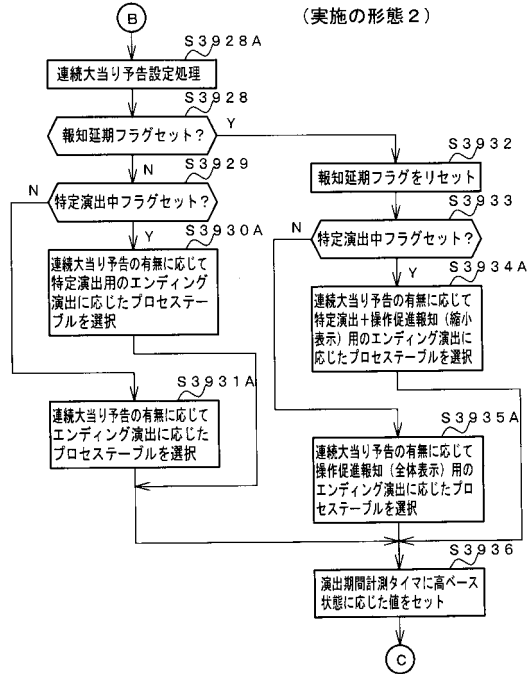 (実施の形態2)
B
S3928A
連続大当り予告設定処理
S3928
報知延期フラグセット?
Y
N
S3929
特定演出中フラグセット?
N
Y
S3930A
連続大当り予告の有無に応じて
特定演出用のエンディング
演出に応じたプロセステー
ブルを選択
S3931A
連続大当り予告の有無に応じて
エンディング演出に応じた
プロセステーブルを選択
S3932
報知延期フラグをリセット
S3933
特定演出中フラグセット?
N
Y
S3934A
連続大当り予告の有無に応じて
特定演出+操作促進報知(縮小
表示)用のエンディング演出に
応じたプロセステーブルを選択
S3935A
連続大当り予告の有無に応じて
操作促進報知(全体表示)用の
エンディング演出に応じたプロ
セステーブルを選択
S3936
演出期間計測タイマに高ベース
状態に応じた値をセット
C